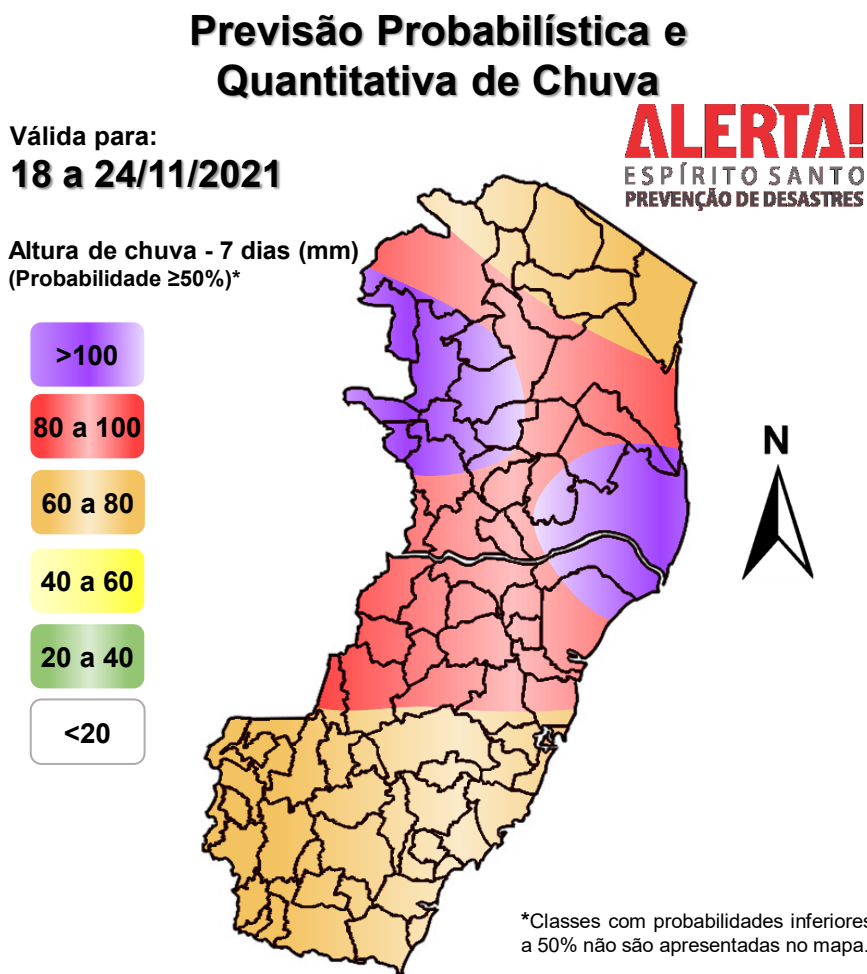 Previsão Probabilística e
Quantitativa de Chuva
Válida para:
18 a 24/11/2021
ALERTA!
ESPÍRITO SANTO
PREVENÇÃO DE DESASTRES
Altura de chuva - 7 dias (mm)
(Probabilidade ≥50%)*
>100
80 a 100
60 a 80
40 a 60
20 a 40
<20
N
*Classes com probabilidades inferiores
a 50% não são apresentadas no mapa.